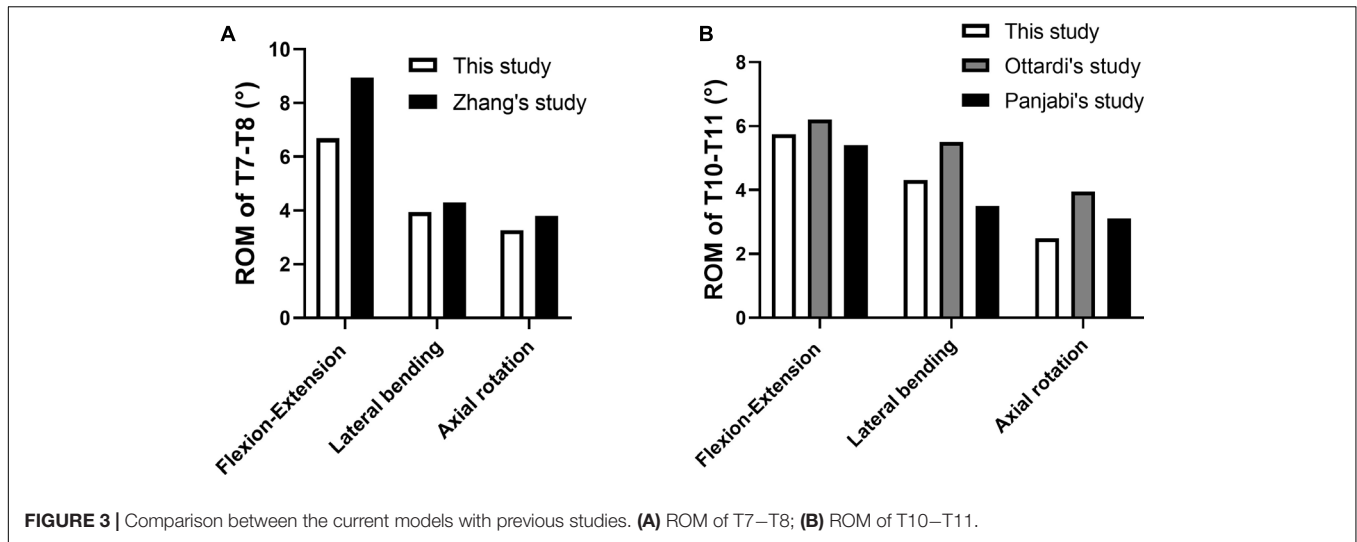 A
ROM of T7-T8 (°)
10
8
6
4
2
0
This study
Zhang's study
Flexion-Extension
Lateral bending
Axial rotation
B
ROM of T10-T11 (°)
8
6
4
2
0
This study
Ottardi's study
Panjabi's study
Flexion-Extension
Lateral bending
Axial rotation
FIGURE 3 | Comparison between the current models with previous studies. (A) ROM of T7−T8; (B) ROM of T10−T11.